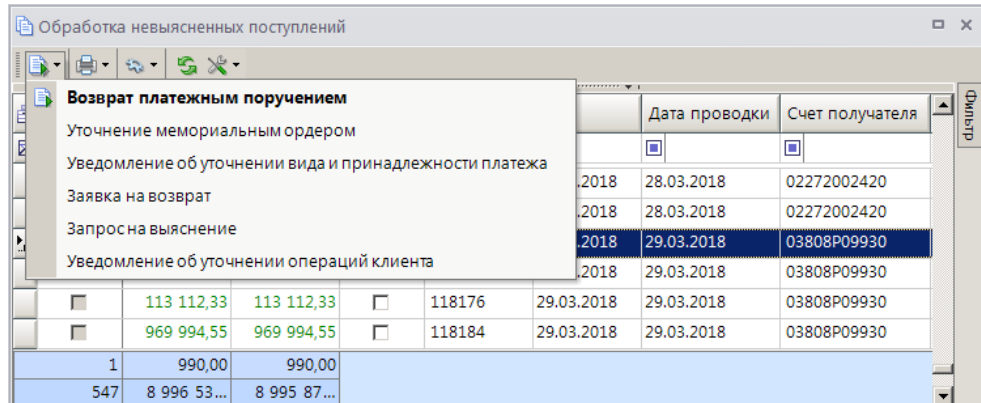 Обработка невыясненных поступлений
Возврат платежным поручением
Уточнение мемориальным ордером
Уведомление об уточнении вида и принадлежности платежа
Заявка на возврат
Запрос на выяснение
Уведомление об уточнении операций клиента
Дата проводки Счет получателя
Фильтр
.2018 28.03.2018 02272002420
.2018 28.03.2018 02272002420
.2018 29.03.2018 03808Р09930
.2018 29.03.2018 03808Р09930
113 112,33 113 112,33 118176 29.03.2018 29.03.2018 03808Р09930
969 994,55 969 994,55 118184 29.03.2018 29.03.2018 03808Р09930
1 990,00 990,00
547 8 996 53... 8 995 87...